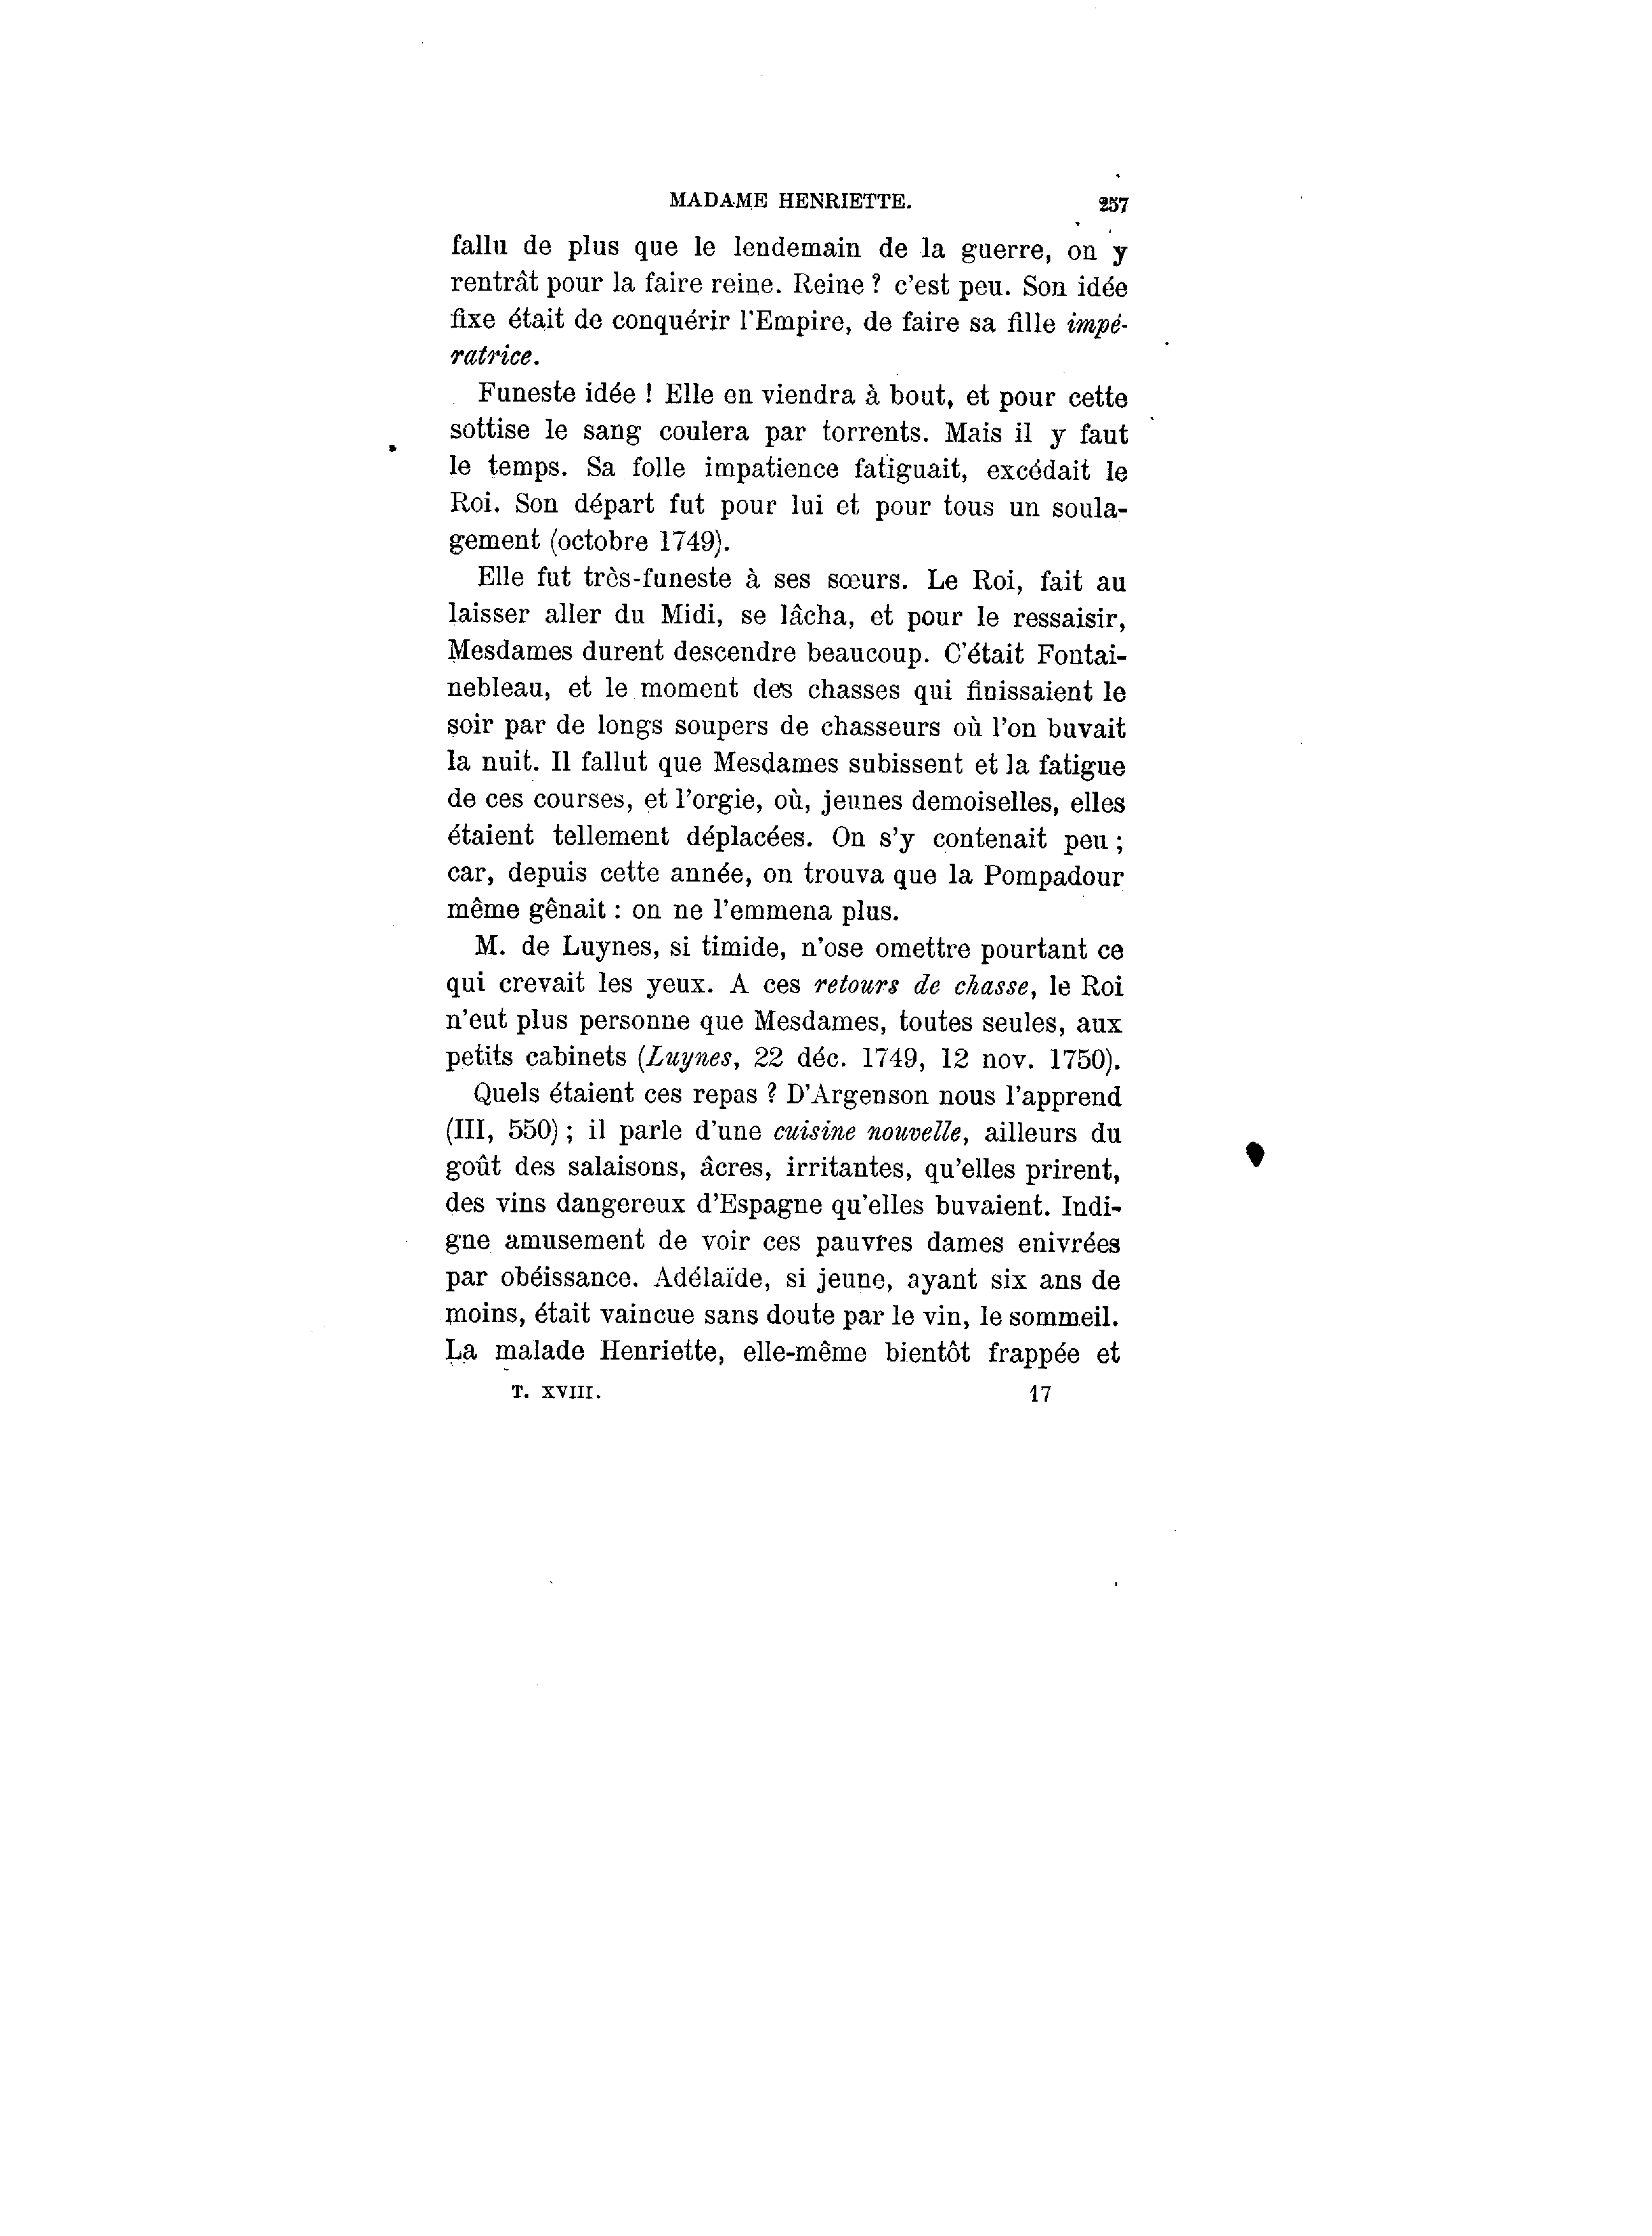 MADAME HENRIETTE. 257
fallu de plus que le lendemain de la guerre, on y
rentrât pour la faire reine. Reine ? c'est peu. Son idée
fixe était de conquérir l'Empire, de faire sa fille impé-
ratrice.
Funeste idée ! Elle en viendra à bout, et pour cette
sottise le sang coulera par torrents. Mais il y faut
le temps. Sa folle impatience fatiguait, excédait le
Roi. Son départ fut pour lui et pour tous un soula-
gement (octobre 1749).
Elle fut très-funeste à ses sœurs. Le Roi, fait au
laisser aller du Midi, se lâcha, et pour le ressaisir,
Mesdames durent descendre beaucoup. C'était Fontai-
nebleau, et le moment des chasses qui finissaient le
soir par de longs soupers de chasseurs où l'on buvait
la nuit. Il fallut que Mesdames subissent et la fatigue
de ces courses, et l'orgie, où, jeunes demoiselles, elles
étaient tellement déplacées. On s'y contenait peu ;
car, depuis cette année, on trouva que la Pompadour
même gênait : on ne l'emmena plus.
M. de Luynes, si timide, n'ose omettre pourtant ce
qui crevait les yeux. A ces retours de chasse, le Roi
n'eut plus personne que Mesdames, toutes seules, aux
petits cabinets (Luynes, 22 déc. 1749, 12 nov. 1750).
Quels étaient ces repas ? D'Argenson nous l'apprend
(III, 550) ; il parle d'une cuisine nouvelle, ailleurs du
goût des salaisons, âcres, irritantes, qu'elles prirent,
des vins dangereux d'Espagne qu'elles buvaient. Indi-
gne amusement de voir ces pauvres dames enivrées
par obéissance. Adélaïde, si jeune, ayant six ans de
moins, était vaincue sans doute par le vin, le sommeil.
La malade Henriette, elle-même bientôt frappée et
T. XVIII. 17